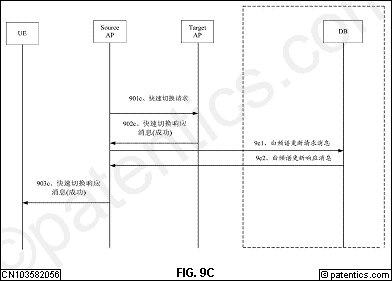 UE
Source
AP
Target
AP
DB
901c、快速切换请求
902c、快速切换响应
消息(成功)
9c1、白频谱更新请求消息
9c2、白频谱更新响应消息
903c、快速切换响应
消息(成功)
©patentics.com
CN103582056
FIG. 9C
© patentics.com